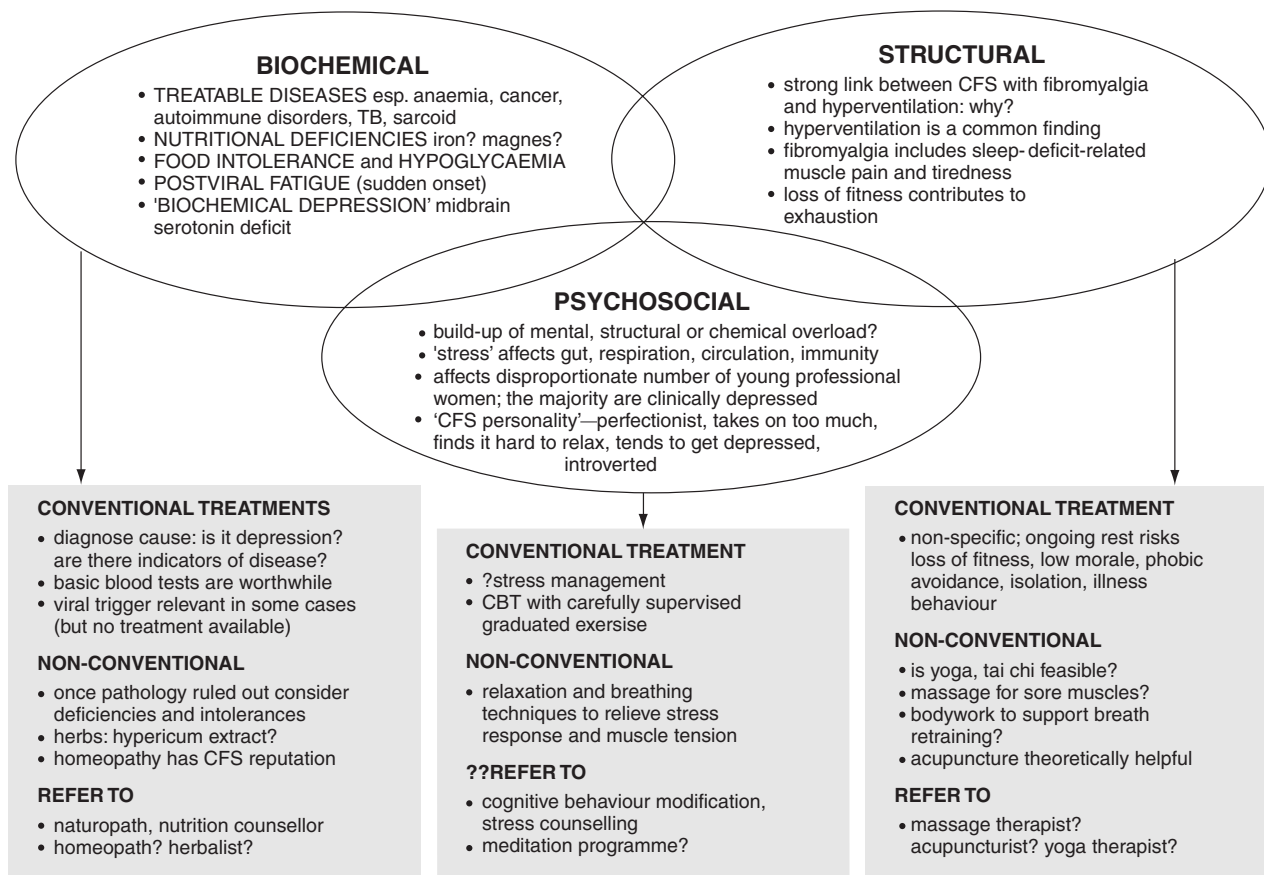 BIOCHEMICAL
• TREATABLE DISEASES esp. anaemia, cancer,
autoimmune disorders, TB, sarcoid
• NUTRITIONAL DEFICIENCIES iron? magnes?
• FOOD INTOLERANCE and HYPOGLYCAEMIA
• POSTVIRAL FATIGUE (sudden onset)
• 'BIOCHEMICAL DEPRESSION' midbrain
serotonin deficit
STRUCTURAL
• strong link between CFS with fibromyalgia
and hyperventilation: why?
• hyperventilation is a common finding
• fibromyalgia includes sleep-deficit-related
muscle pain and tiredness
• loss of fitness contributes to
exhaustion
PSYCHOSOCIAL
• build-up of mental, structural or chemical overload?
• 'stress' affects gut, respiration, circulation, immunity
• affects disproportionate number of young professional
women; the majority are clinically depressed
• ‘CFS personality’—perfectionist, takes on too much,
finds it hard to relax, tends to get depressed,
introverted
CONVENTIONAL TREATMENTS
• diagnose cause: is it depression?
are there indicators of disease?
• basic blood tests are worthwhile
• viral trigger relevant in some cases
(but no treatment available)
NON-CONVENTIONAL
• once pathology ruled out consider
deficiencies and intolerances
• herbs: hypericum extract?
• homeopathy has CFS reputation
REFER TO
• naturopath, nutrition counsellor
• homeopath? herbalist?
CONVENTIONAL TREATMENT
• ?stress management
• CBT with carefully supervised
graduated exersise
NON-CONVENTIONAL
• relaxation and breathing
techniques to relieve stress
response and muscle tension
??REFER TO
• cognitive behaviour modification,
stress counselling
• meditation programme?
CONVENTIONAL TREATMENT
• non-specific; ongoing rest risks
loss of fitness, low morale, phobic
avoidance, isolation, illness
behaviour
NON-CONVENTIONAL
• is yoga, tai chi feasible?
• massage for sore muscles?
• bodywork to support breath
retraining?
• acupuncture theoretically helpful
REFER TO
• massage therapist?
acupuncturist? yoga therapist?